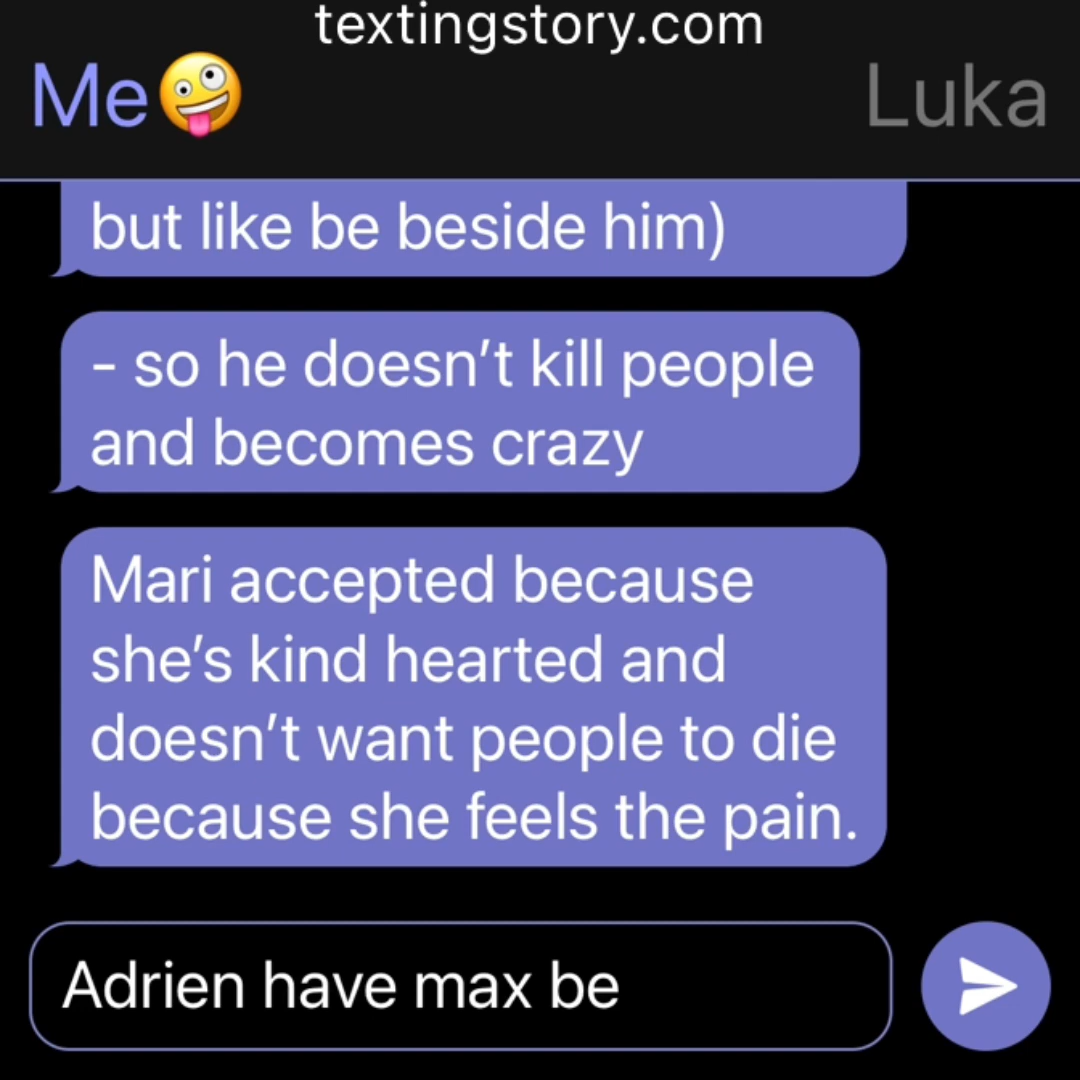 textingstory.com
Me🤪 Luka
but like be beside him)
- so he doesn’t kill people
and becomes crazy
Mari accepted because
she’s kind hearted and
doesn’t want people to die
because she feels the pain.
Adrien have max be